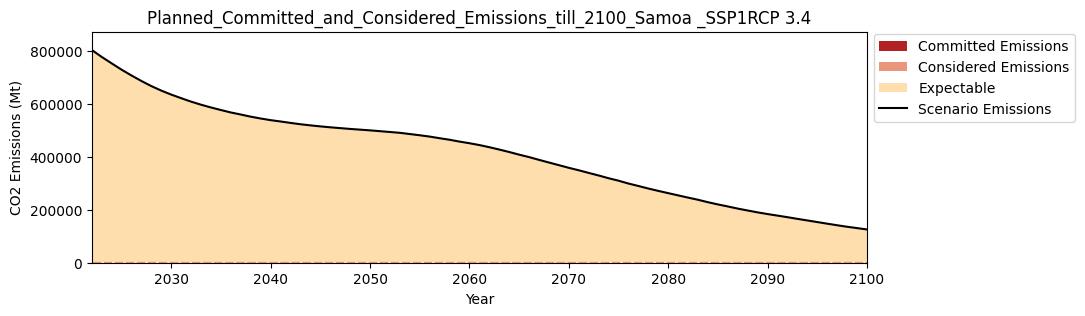 Planned_Committed_and_Considered_Emissions_till_2100_Samoa _SSP1RCP 3.4
Committed Emissions
Considered Emissions
Expectable
Scenario Emissions
CO2 Emissions (Mt)
800000
600000
400000
200000
0
2030 2040 2050 2060 2070 2080 2090 2100
Year